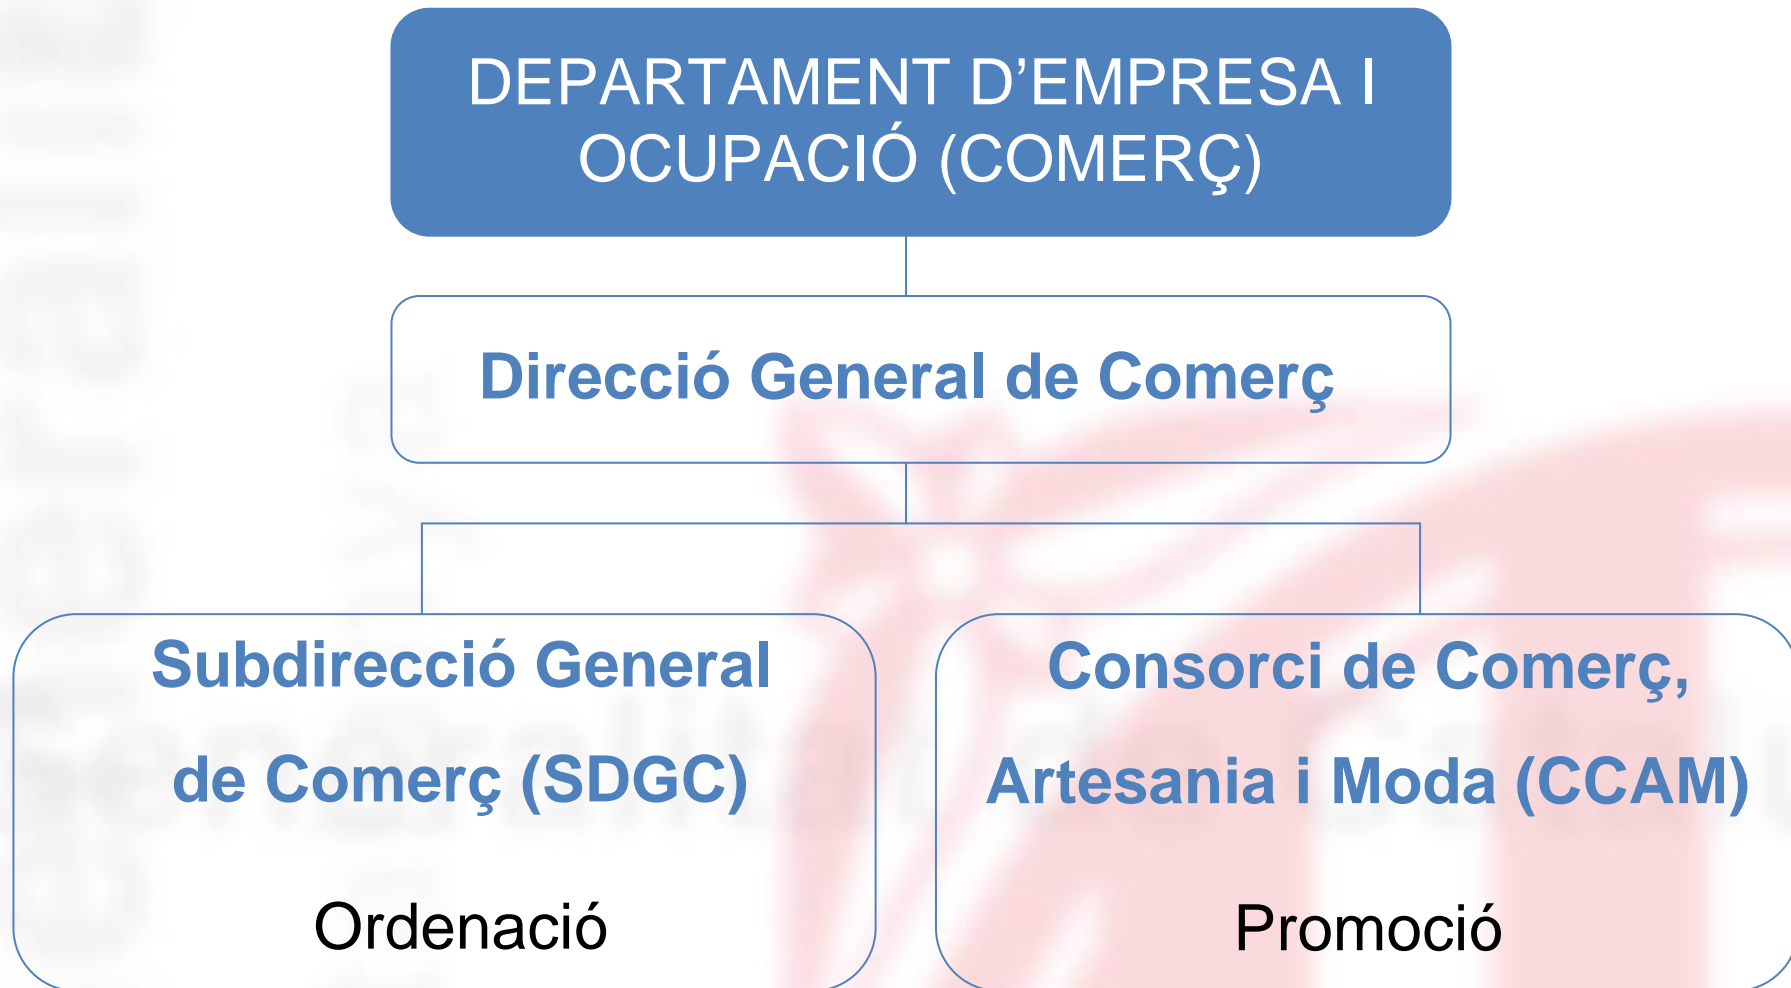 DEPARTAMENT D’EMPRESA I
OCUPACIÓ (COMERÇ)
Direcció General de Comerç
Subdirecció General
de Comerç (SDGC)
Ordenació
Consorci de Comerç,
Artesania i Moda (CCAM)
Promoció